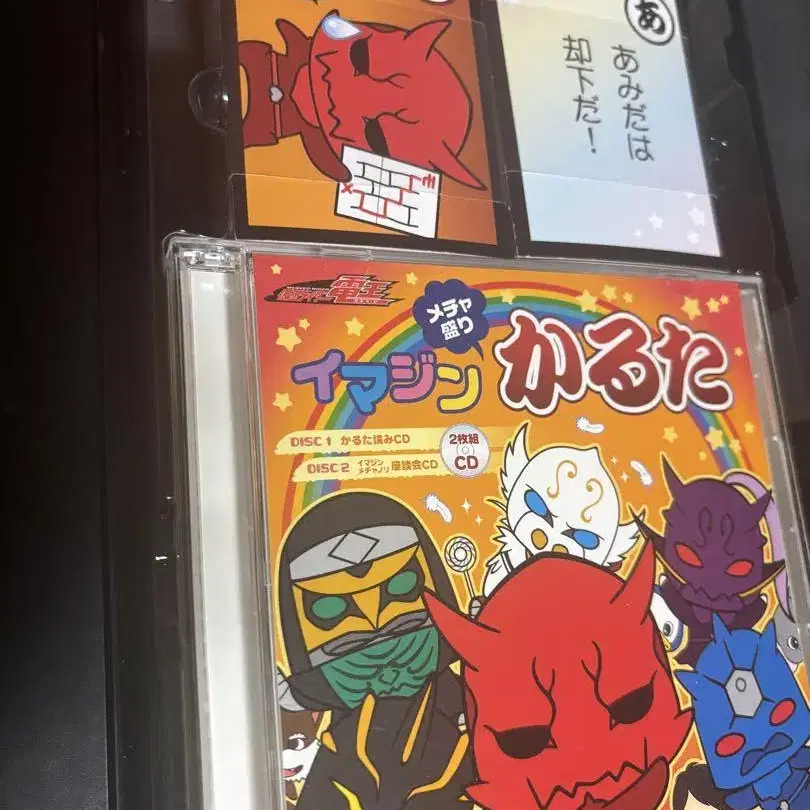 あ
あみだは
却下だ！
モ
電王
メチャ
盛り
イマジン
かるた
DISC 1 かるた読みCD
2枚組
CD
DISC 2 イマジン
メチャノリ 座談会CD